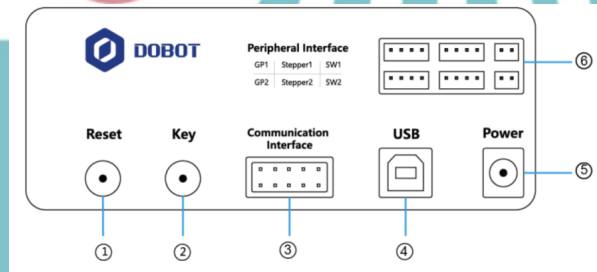 DOBOT
Peripheral Interface
GP1 Stepper1 SW1
GP2 Stepper2 SW2
⑥
Reset
Key
Communication
Interface
USB
Power
⑤
①
②
③
④